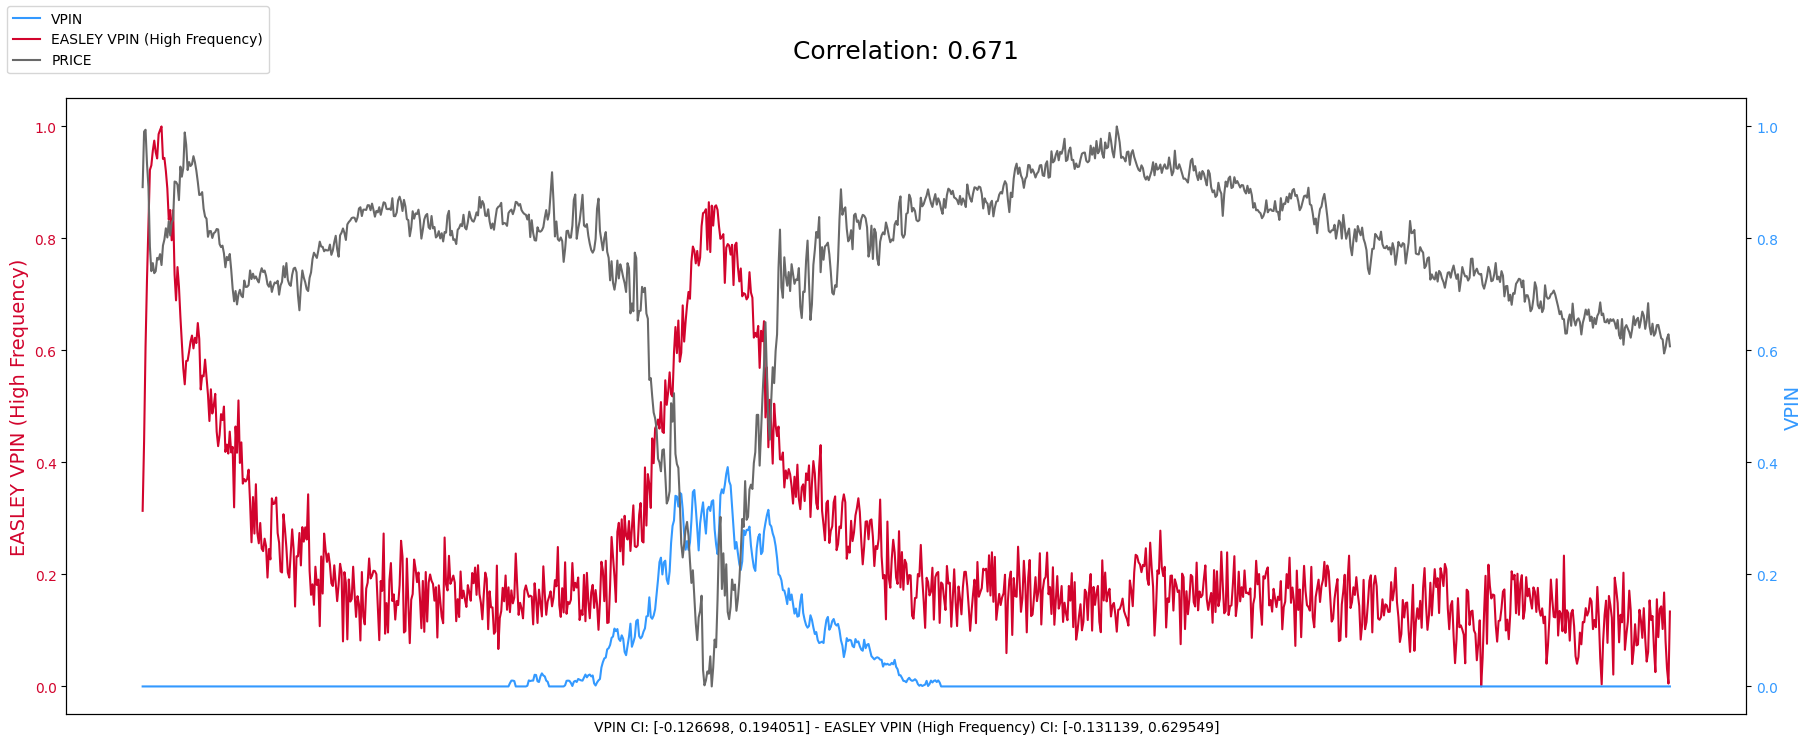 VPIN
EASLEY VPIN (High Frequency)
PRICE
Correlation: 0.671
EASLEY VPIN (High Frequency)
1.0
0.8
0.6
0.4
0.2
0.0
1.0
0.8
0.6
0.4
0.2
0.0
VPIN
VPIN CI: [-0.126698, 0.194051] - EASLEY VPIN (High Frequency) CI: [-0.131139, 0.629549]